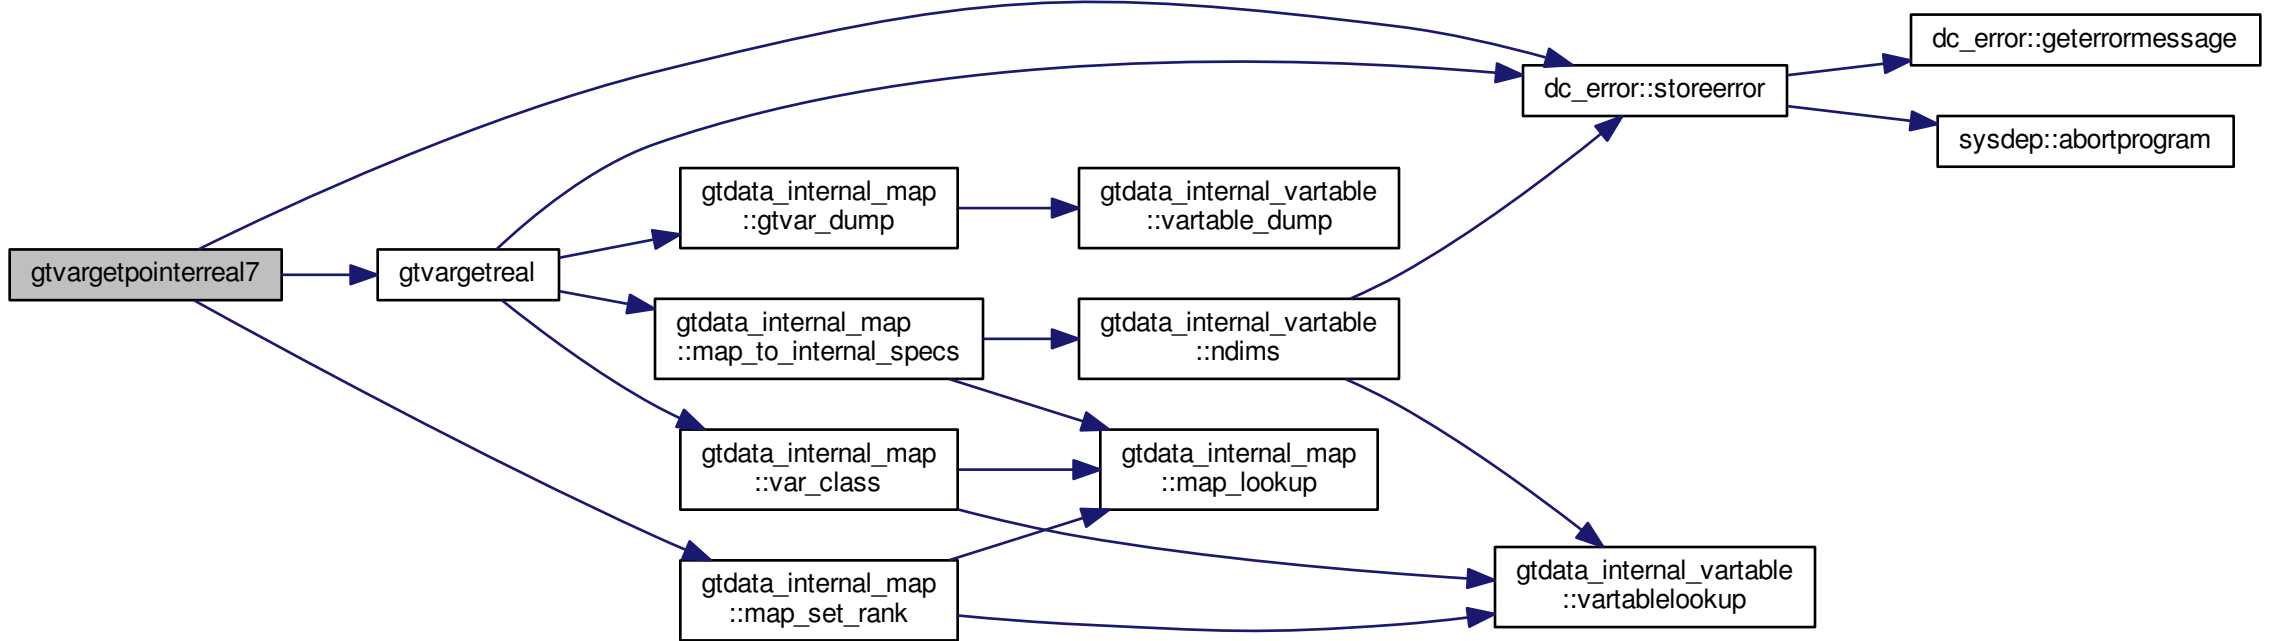 gtvargetpointerreal7
gtvargetreal
gtdata_internal_map
::gtvar_dump
gtdata_internal_map
::map_to_internal_specs
gtdata_internal_map
::var_class
gtdata_internal_map
::map_set_rank
gtdata_internal_vartable
::vartable_dump
gtdata_internal_vartable
::ndims
gtdata_internal_map
::map_lookup
dc_error::storeerror
gtdata_internal_vartable
::vartablelookup
dc_error::geterrormessage
sysdep::abortprogram